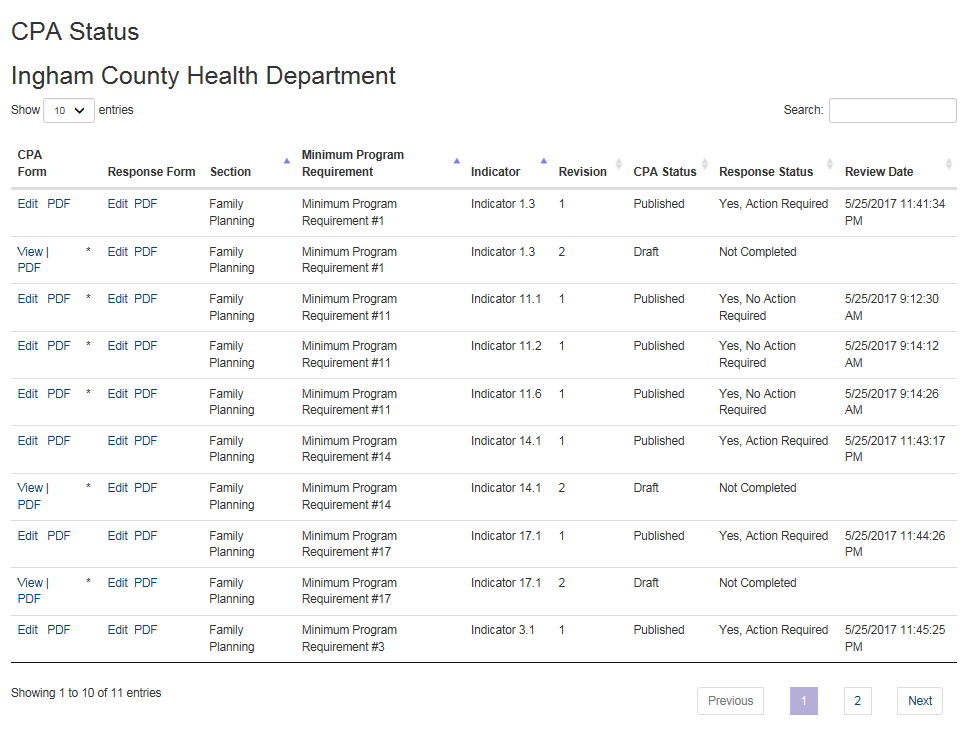 CPA Status
Ingham County Health Department
Show 10 entries Search:
CPA Form Response Form Section Minimum Program Requirement Indicator Revision CPA Status Response Status Review Date
Edit PDF Edit PDF Family Planning Minimum Program Requirement #1 Indicator 1.3 1 Published Yes, Action Required 5/25/2017 11:41:34 PM
View | PDF * Edit PDF Family Planning Minimum Program Requirement #1 Indicator 1.3 2 Draft Not Completed
Edit PDF * Edit PDF Family Planning Minimum Program Requirement #11 Indicator 11.1 1 Published Yes, No Action Required 5/25/2017 9:12:30 AM
Edit PDF * Edit PDF Family Planning Minimum Program Requirement #11 Indicator 11.2 1 Published Yes, No Action Required 5/25/2017 9:14:12 AM
Edit PDF * Edit PDF Family Planning Minimum Program Requirement #11 Indicator 11.6 1 Published Yes, No Action Required 5/25/2017 9:14:26 AM
Edit PDF Edit PDF Family Planning Minimum Program Requirement #14 Indicator 14.1 1 Published Yes, Action Required 5/25/2017 11:43:17 PM
View | PDF * Edit PDF Family Planning Minimum Program Requirement #14 Indicator 14.1 2 Draft Not Completed
Edit PDF Edit PDF Family Planning Minimum Program Requirement #17 Indicator 17.1 1 Published Yes, Action Required 5/25/2017 11:44:26 PM
View | PDF * Edit PDF Family Planning Minimum Program Requirement #17 Indicator 17.1 2 Draft Not Completed
Edit PDF Edit PDF Family Planning Minimum Program Requirement #3 Indicator 3.1 1 Published Yes, Action Required 5/25/2017 11:45:25 PM
Showing 1 to 10 of 11 entries Previous 1 2 Next